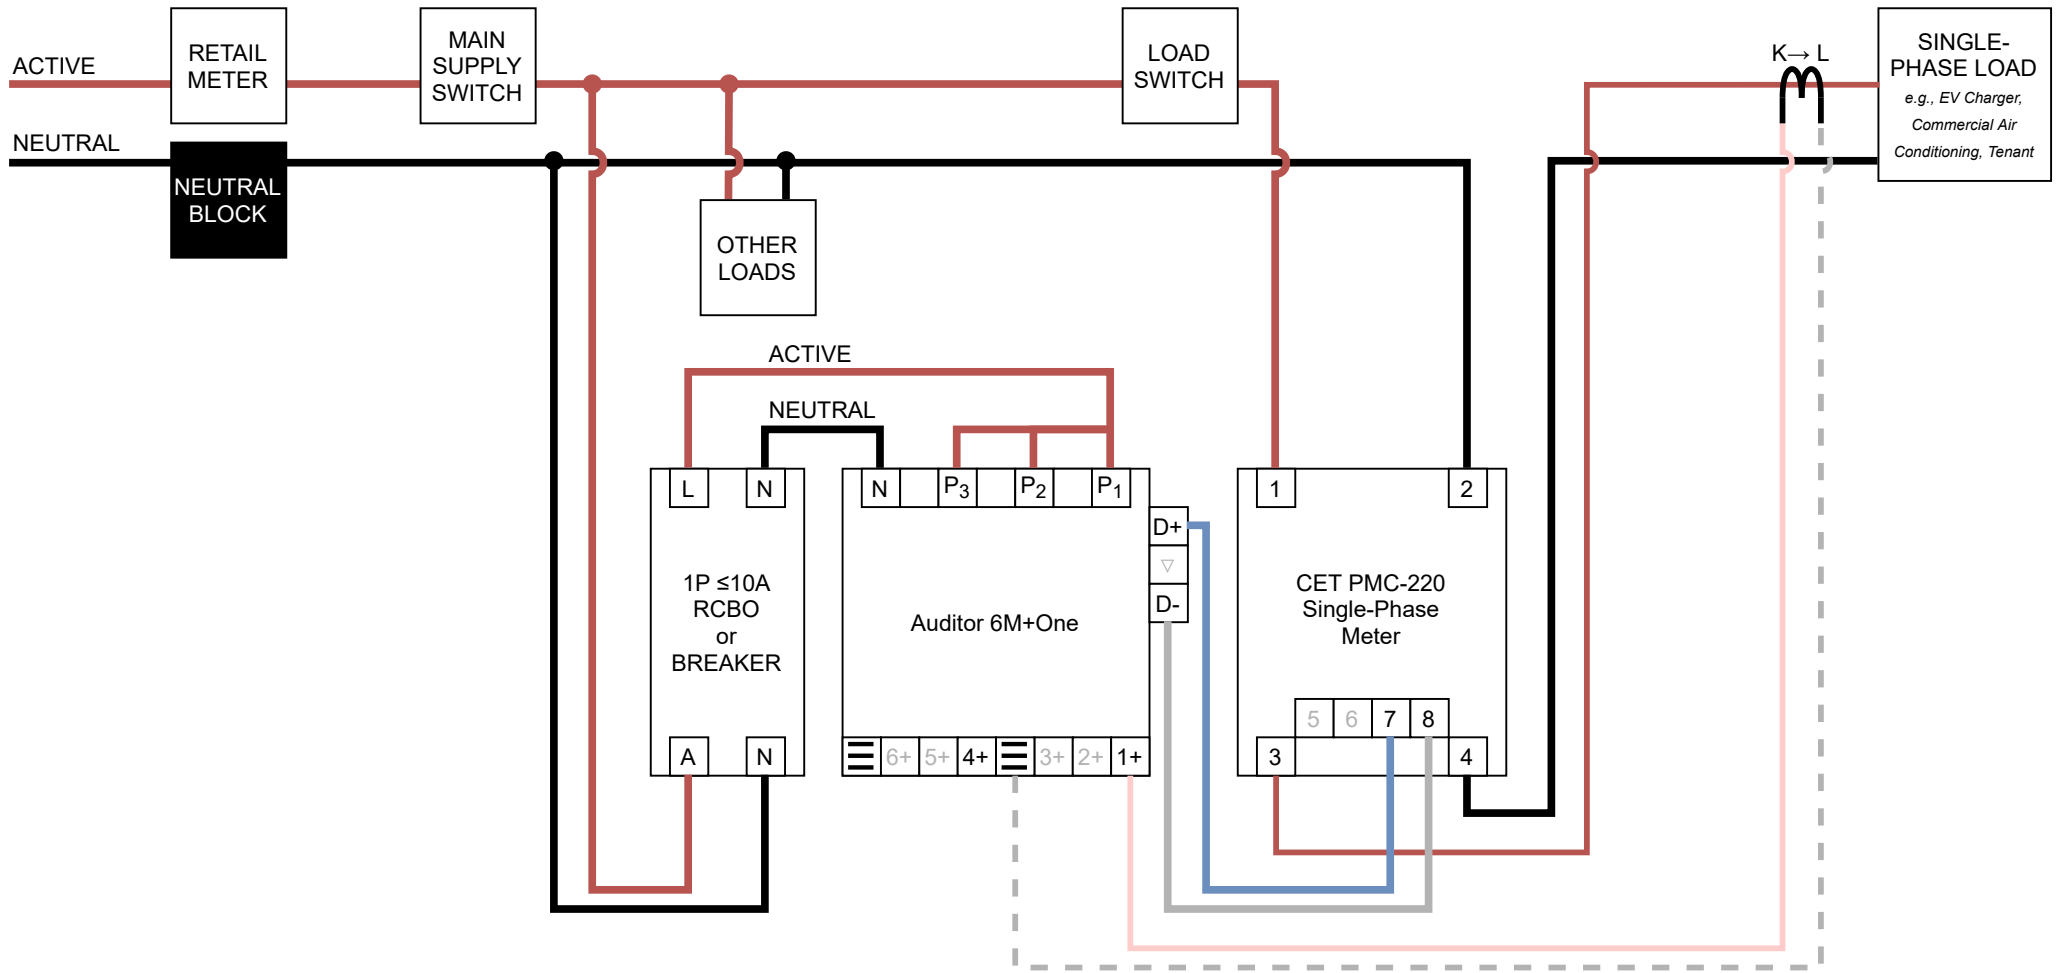 ACTIVE
RETAIL
METER
MAIN
SUPPLY
SWITCH
LOAD
SWITCH
K→ L
SINGLE-
PHASE LOAD
e.g., EV Charger,
Commercial Air
Conditioning, Tenant
NEUTRAL
NEUTRAL
BLOCK
OTHER
LOADS
ACTIVE
NEUTRAL
L N
1P ≤10A
RCBO
or
BREAKER
A N
N P3 P2 P1
D+
▽
D-
Auditor 6M+One
6+ 5+ 4+ 3+ 2+ 1+
1 2
CET PMC-220
Single-Phase
Meter
5 6 7 8
3 4